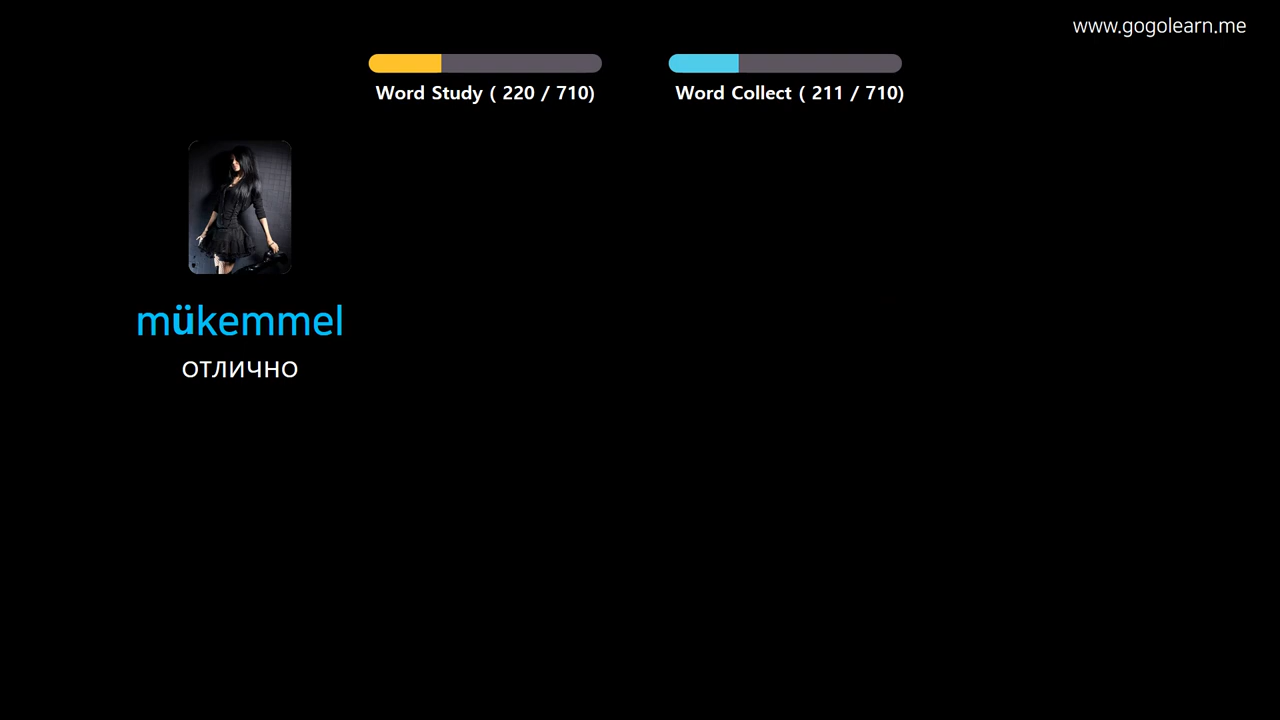 www.gogolearn.me
Word Study ( 220 / 710)
Word Collect ( 211 / 710)
mükemmel
отлично